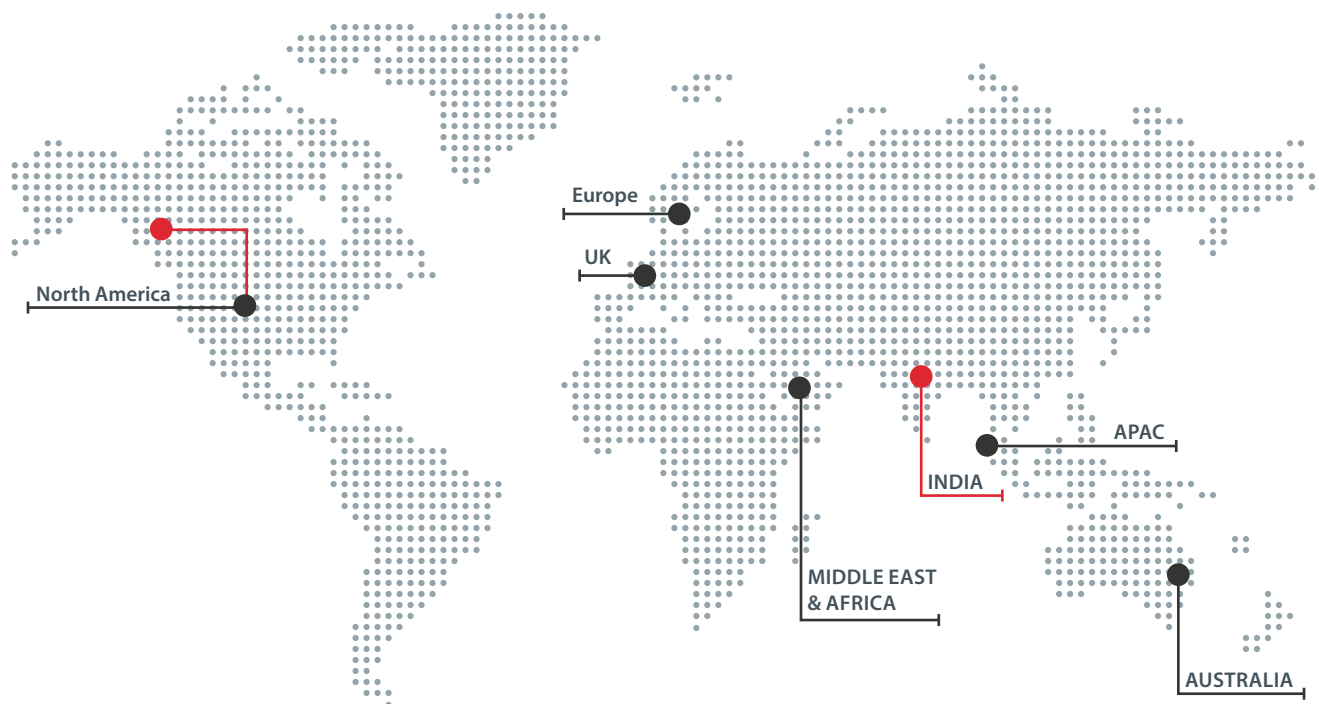 Europe
UK
North America
APAC
INDIA
MIDDLE EAST
& AFRICA
AUSTRALIA